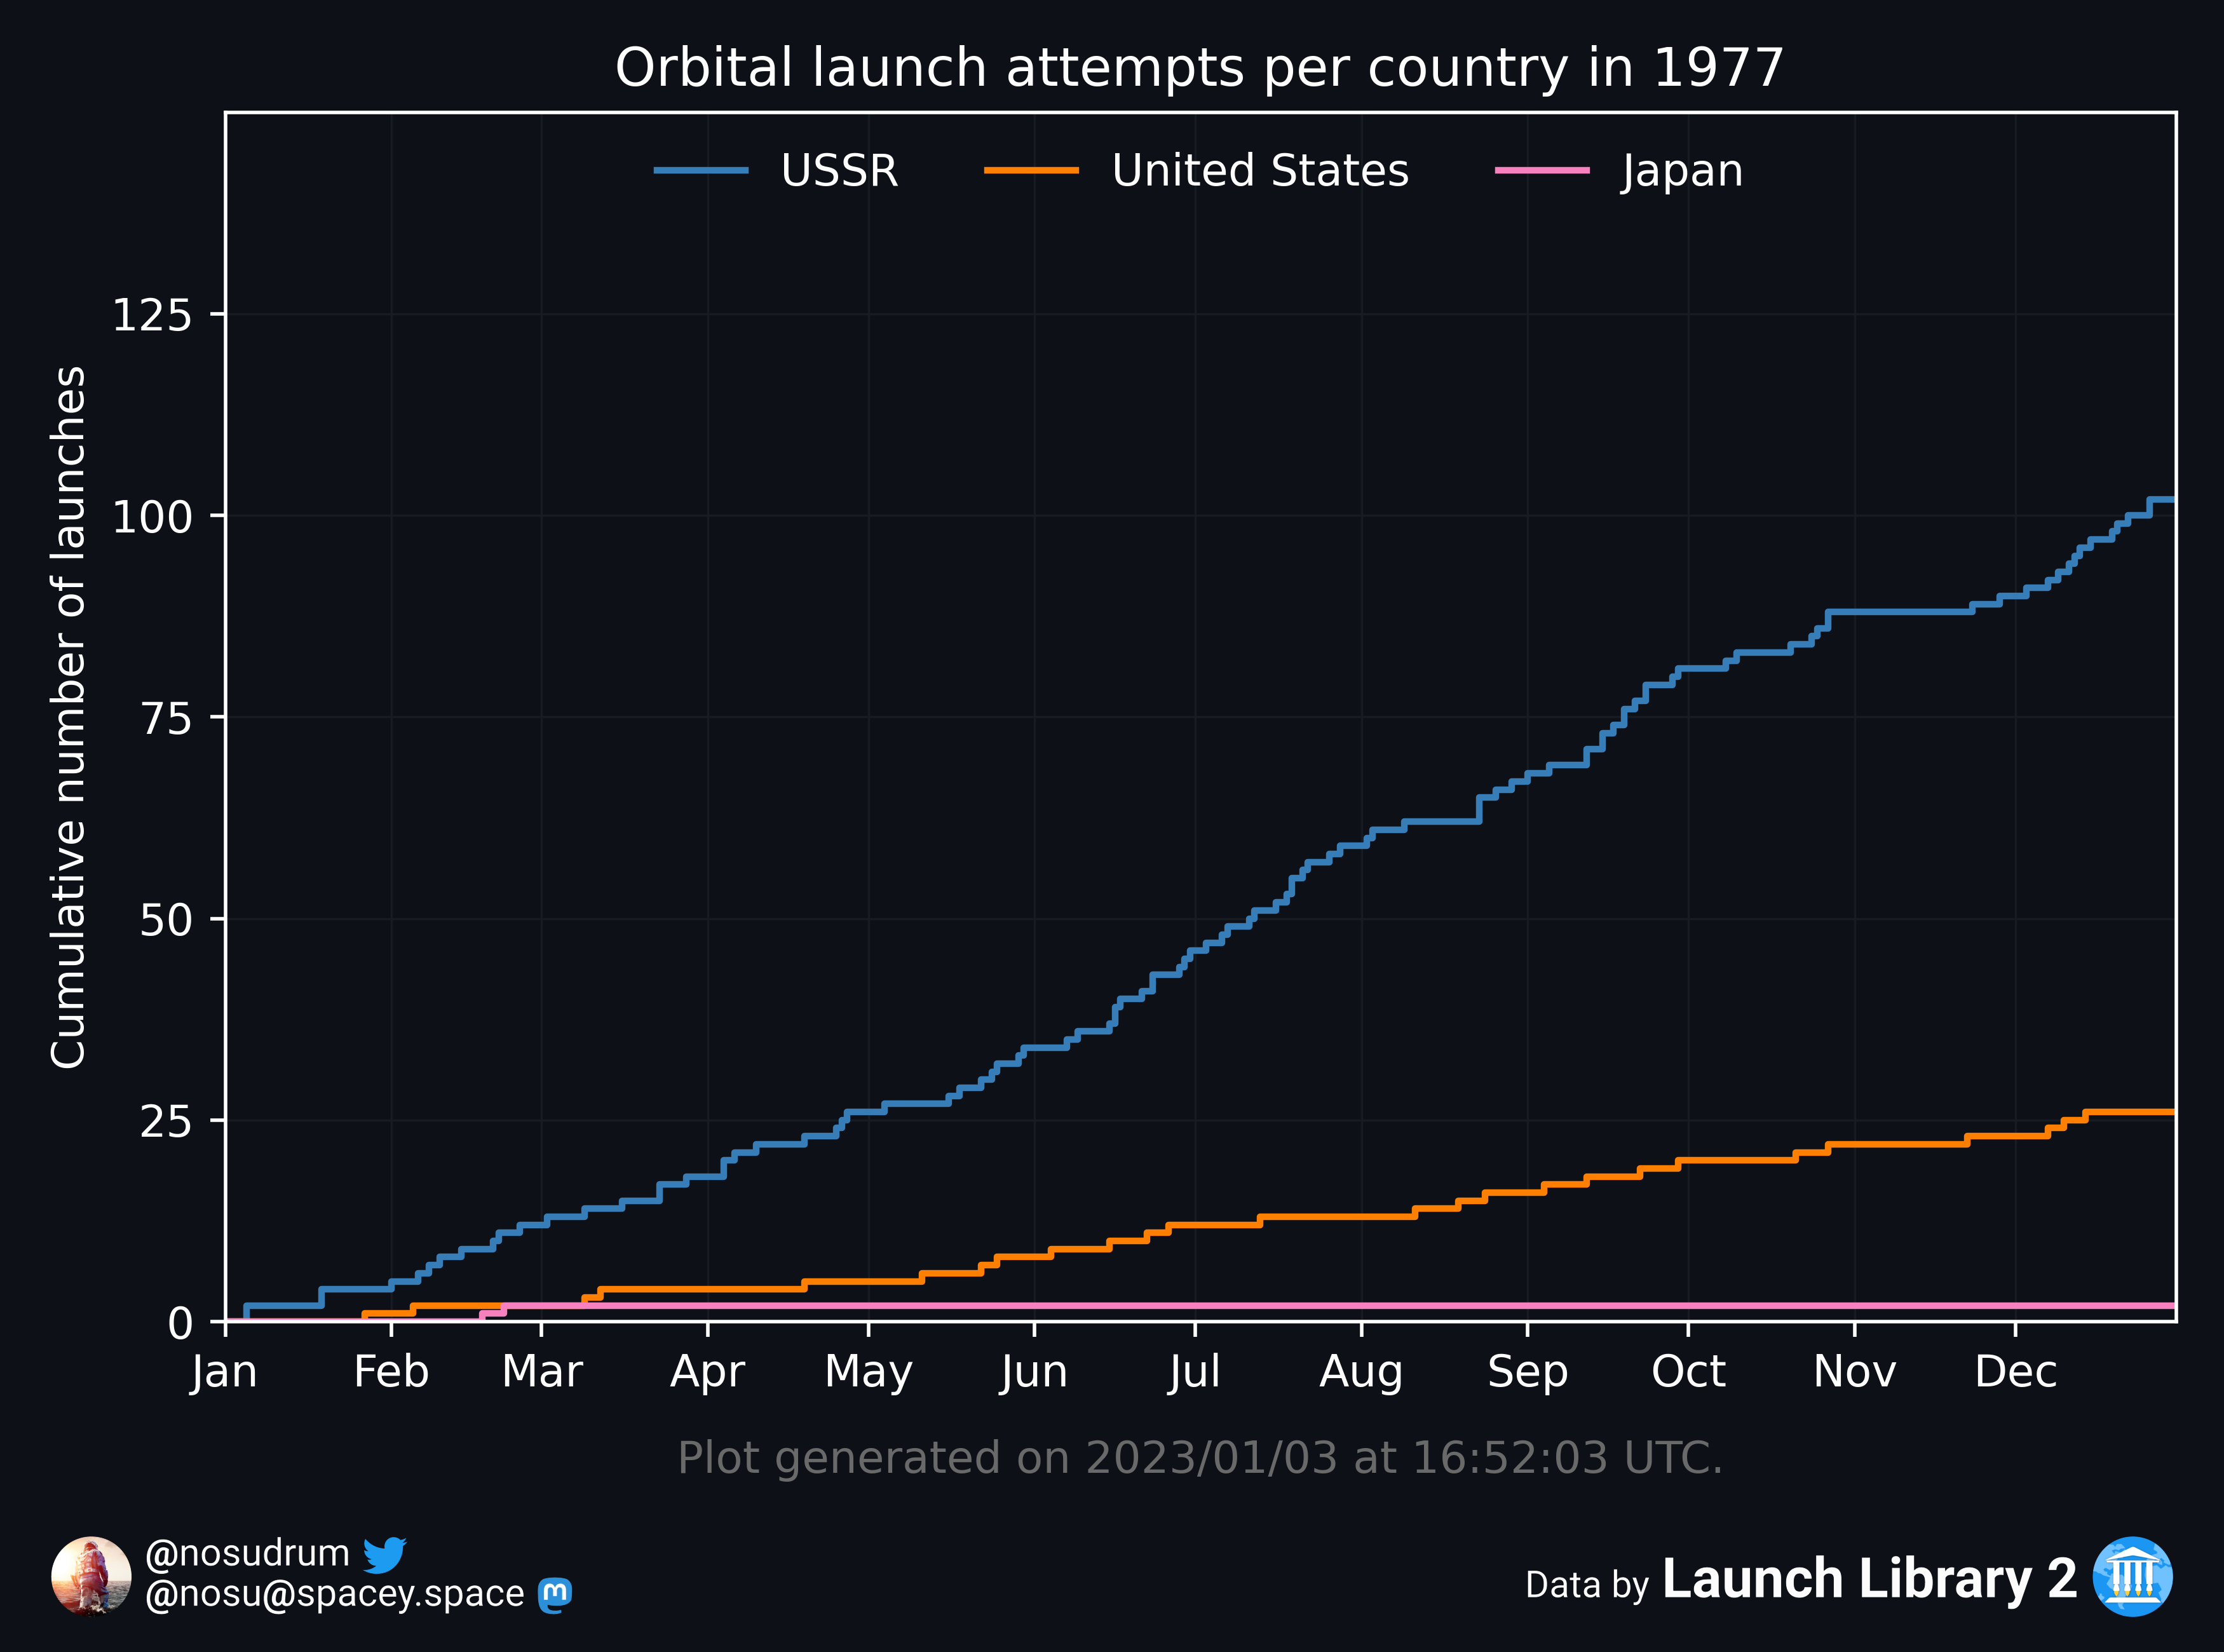 Orbital launch attempts per country in 1977
USSR United States Japan
125
100
75
50
25
0
Cumulative number of launches
Jan Feb Mar Apr May Jun Jul Aug Sep Oct Nov Dec
Plot generated on 2023/01/03 at 16:52:03 UTC.
@nosudrum
@nosu@spacey.space
Data by Launch Library 2